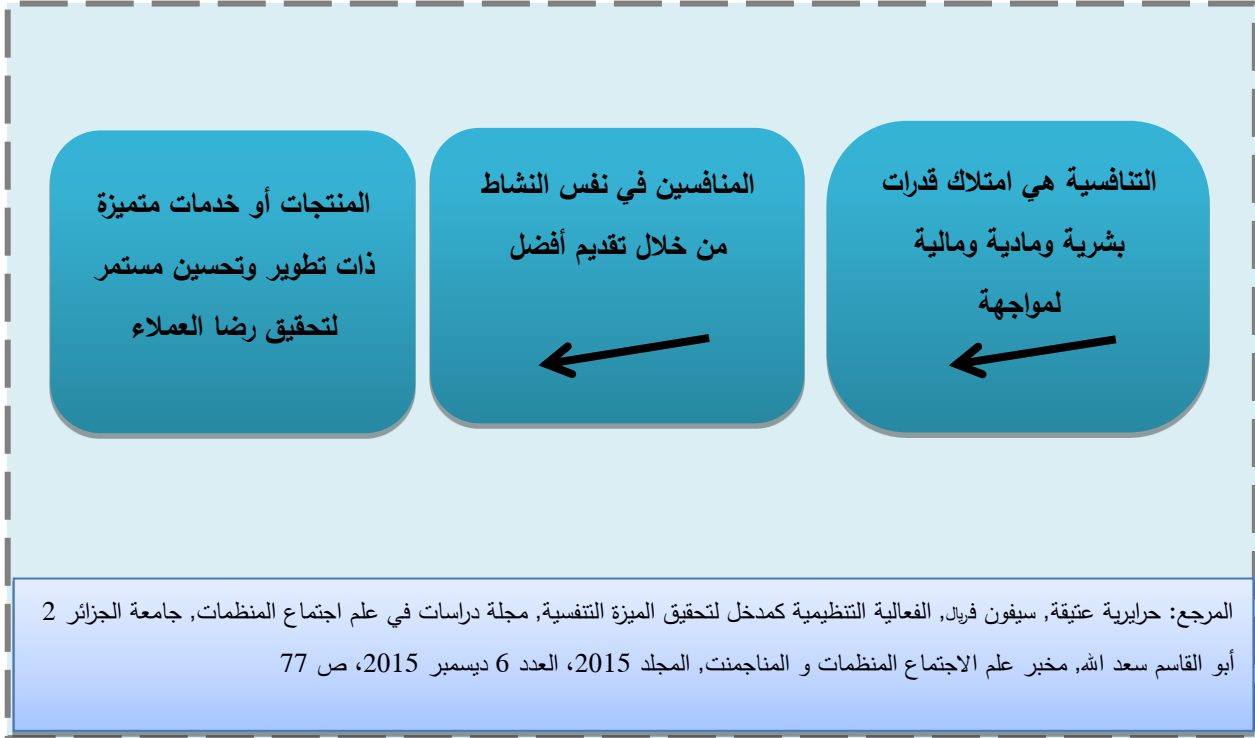 التنافسية هي امتلاك قدرات
بشرية ومادية ومالية
لمواجهة
المنافسين في نفس النشاط
من خلال تقديم أفضل
المنتجات أو خدمات متميزة
ذات تطوير وتحسين مستمر
لتحقيق رضا العملاء
المرجع: حرايرية عتيقة, سيفون فريال, الفعالية التنظيمية كمدخل لتحقيق الميزة التنفسية, مجلة دراسات في علم اجتماع المنظمات, جامعة الجزائر 2
أبو القاسم سعد الله, مخبر علم الاجتماع المنظمات و المناجمنت, المجلد 2015، العدد 6 ديسمبر 2015، ص 77